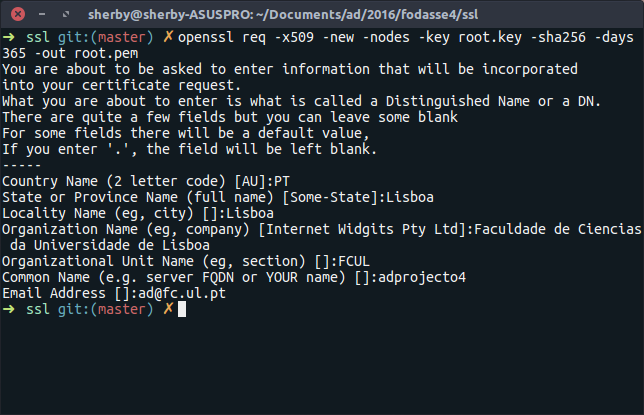 sherby@sherby-ASUSPRO: ~/Documents/ad/2016/fodasse4/ssl
➜ ssl git:(master) ✗ openssl req -x509 -new -nodes -key root.key -sha256 -days
365 -out root.pem
You are about to be asked to enter information that will be incorporated
into your certificate request.
What you are about to enter is what is called a Distinguished Name or a DN.
There are quite a few fields but you can leave some blank
For some fields there will be a default value,
If you enter '.', the field will be left blank.
-----
Country Name (2 letter code) [AU]:PT
State or Province Name (full name) [Some-State]:Lisboa
Locality Name (eg, city) []:Lisboa
Organization Name (eg, company) [Internet Widgits Pty Ltd]:Faculdade de Ciencias
da Universidade de Lisboa
Organizational Unit Name (eg, section) []:FCUL
Common Name (e.g. server FQDN or YOUR name) []:adprojecto4
Email Address []:ad@fc.ul.pt
➜ ssl git:(master) ✗